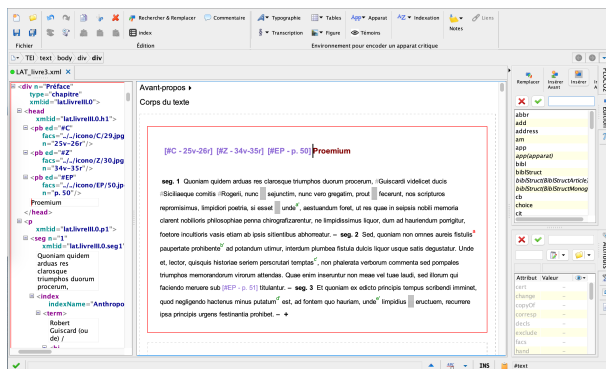 Rechercher & Remplacer
Commentaire
Typographie
Tables
Apparat
Indexation
Liens
index
Transcription
Figure
Témoins
Notes
Fichier
Édition
Environnement pour encoder un apparat critique
TEI text body div div
LAT_livre3.xml
<div n="Préface"
type="chapitre"
xml:id="lat.livreIII.0">
<head
xml:id="lat.livreIII.0.h1">
<pb ed="#C"
facs="../../icono/C/29.jpg
n="25v-26r"/>
<pb ed="#Z"
facs="../../icono/Z/30.jpg
n="34v-35r"/>
<pb ed="#EP"
facs="../../icono/EP/50.jp
n="p. 50"/>
Proemium
</head>
<p
xml:id="lat.livreIII.0.p1">
<seg n="1"
xml:id="lat.livreIII.0.seg1"
Quoniam quidem
arduas res
clarosque
triumphos duorum
procerum,
<index
indexName="Anthropo
<term>
Robert
Guiscard (ou
de) /
Avant-propos
Corps du texte
[#C - 25v-26r] [#Z - 34v-35r] [#EP - p. 50] Proemium
seg. 1 Quoniam quidem arduas res clarosque triumphos duorum procerum, Guiscardi videlicet ducis
Siciliaeque comitis Rogerii, nunc sejunctim, nunc vero gregatim, prout fecerunt, nos scripturos
repromisimus, limpidiori poetria, si esset unde, aestuandum foret, ut res quae in seipsis nobili memoria
clarent nobilioris philosophiae penna chirografizarentur, ne limpidissimus liquor, dum ad hauriendum porrigitur,
foetore incultioris vasis etiam ab ipsis sitientibus abhorreatur. – seg. 2 Sed, quoniam non omnes aurais fistulis
paupertate prohibente ad potandum utimur, interdum plumbea fistula dulcis liquor usque satis degustatur. Unde
et, lector, quisquis historiae seriem perscrutari temptas, non phalerata verborum commenta sed pompales
triumphos memorandorum virorum attendas. Quae enim inseruntur non meae vel tuae laudi, sed illorum qui
faciendo meruere sub [#EP - p. 51] titulantur. – seg. 3 Et quoniam ex edicto principis tempus scribendi imminet,
quod negligendo hactenus minus putatum est, ad fontem quo hauriam, unde limpidius eructuem, recurrere
ipsa principis urgens festinantia prohibet. – +
Remplacer
Insérer
Avant
Insérer
abbr
add
address
am
app
app(apparat)
bibl
biblStruct
biblStruct(biblStructArticle
biblStruct(biblStructMonog
cb
choice
cit
Attribut Valeur
cert
change
copyOf
corresp
decls
exclude
facs
hand
INS
#text